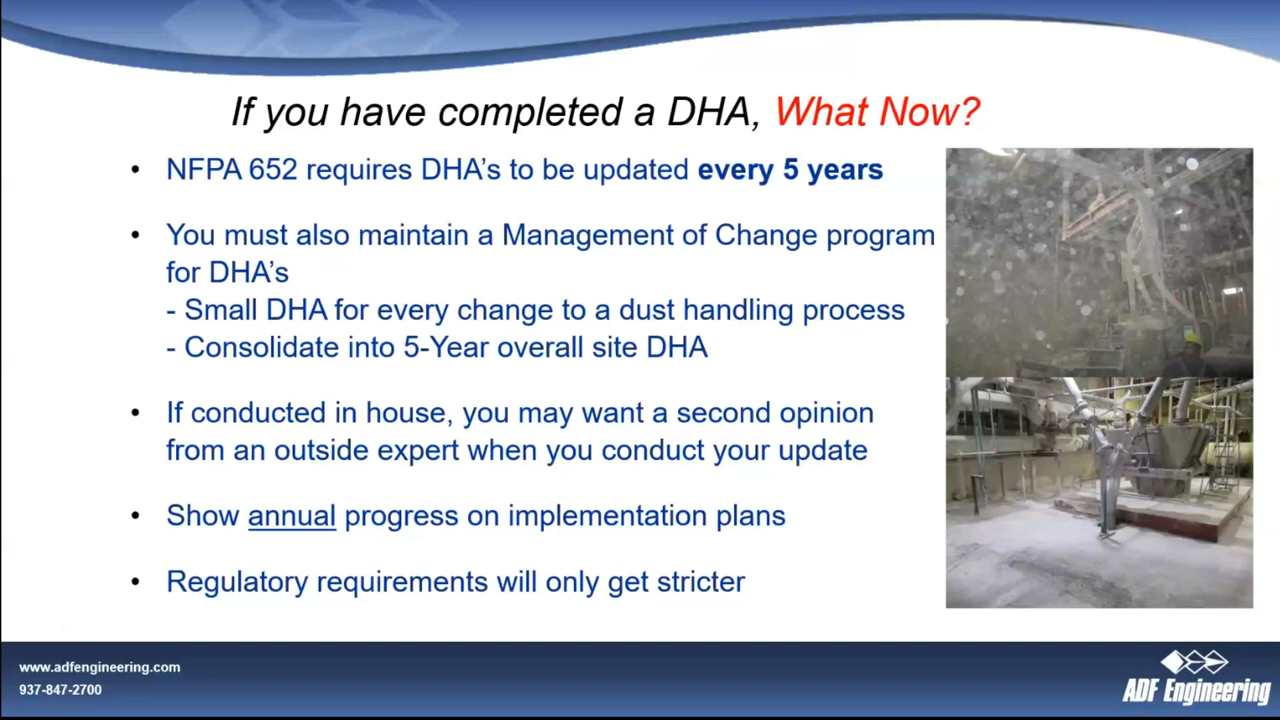 If you have completed a DHA, What Now?
• NFPA 652 requires DHA's to be updated every 5 years
• You must also maintain a Management of Change program
for DHA's
- Small DHA for every change to a dust handling process
- Consolidate into 5-Year overall site DHA
• If conducted in house, you may want a second opinion
from an outside expert when you conduct your update
• Show annual progress on implementation plans
• Regulatory requirements will only get stricter
www.adfengineering.com
937-847-2700
ADF Engineering